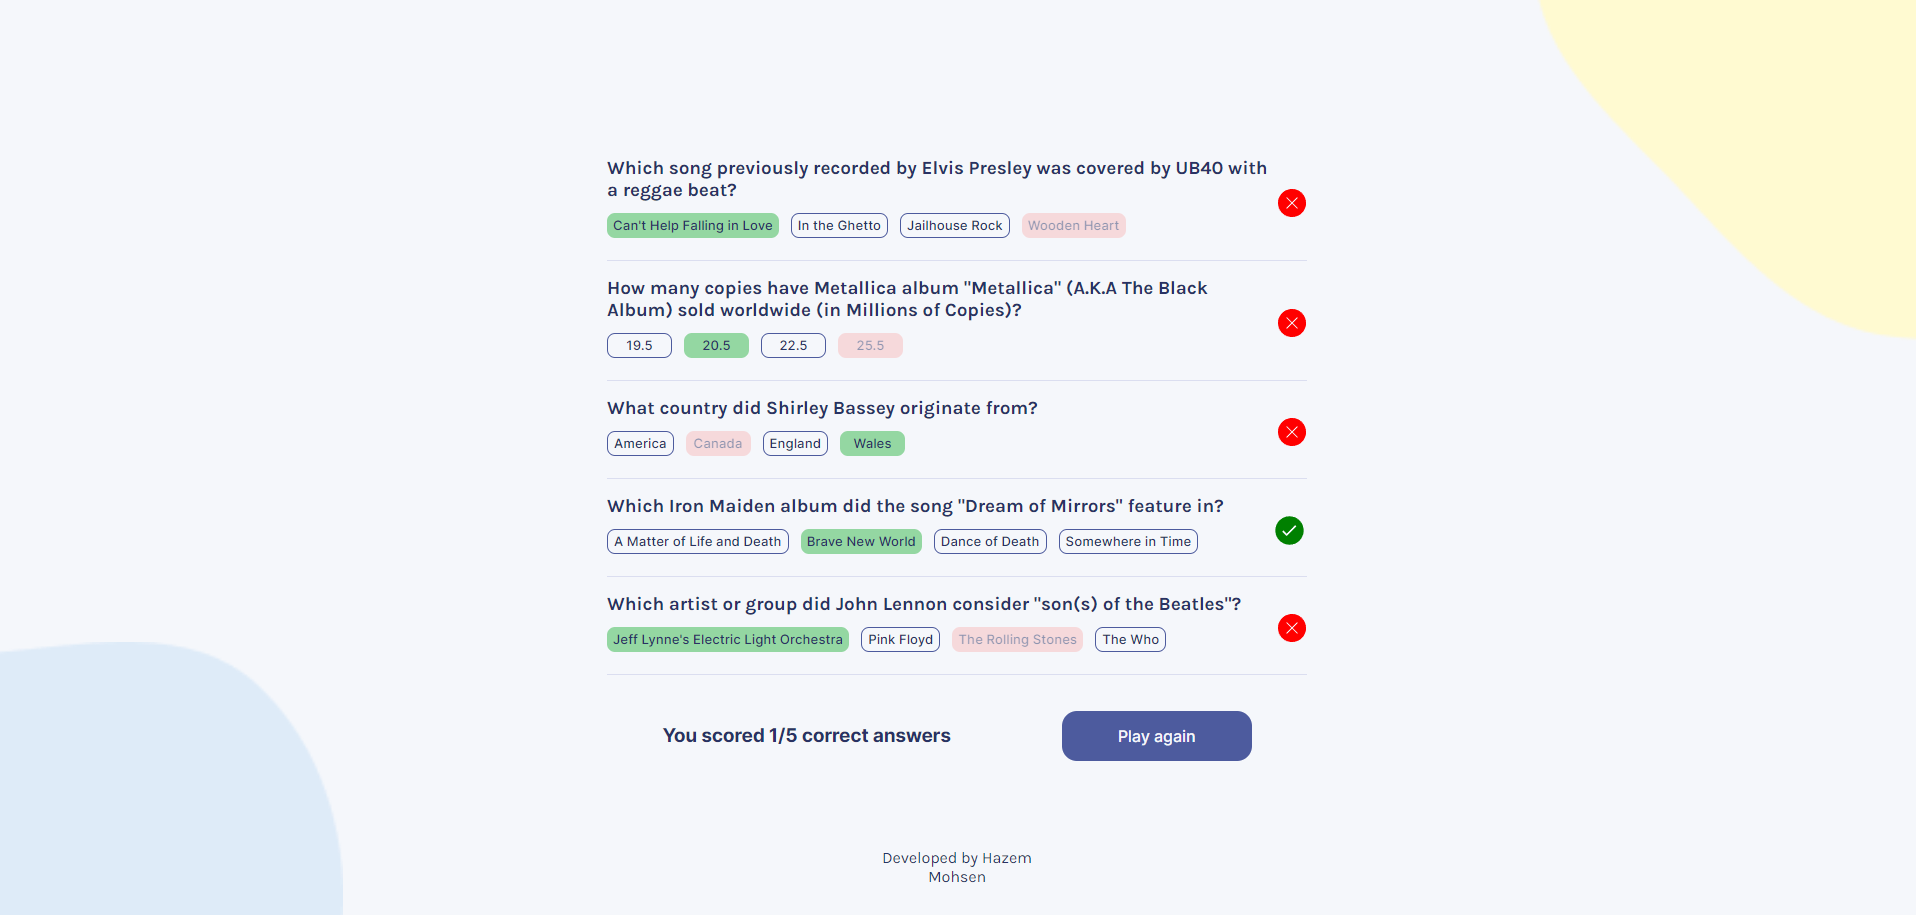 Which song previously recorded by Elvis Presley was covered by UB40 with
a reggae beat?
Can't Help Falling in Love In the Ghetto Jailhouse Rock Wooden Heart
How many copies have Metallica album "Metallica" (A.K.A The Black
Album) sold worldwide (in Millions of Copies)?
19.5 20.5 22.5 25.5
What country did Shirley Bassey originate from?
America Canada England Wales
Which Iron Maiden album did the song "Dream of Mirrors" feature in?
A Matter of Life and Death Brave New World Dance of Death Somewhere in Time
Which artist or group did John Lennon consider "son(s) of the Beatles"?
Jeff Lynne's Electric Light Orchestra Pink Floyd The Rolling Stones The Who
You scored 1/5 correct answers Play again
Developed by Hazem
Mohsen